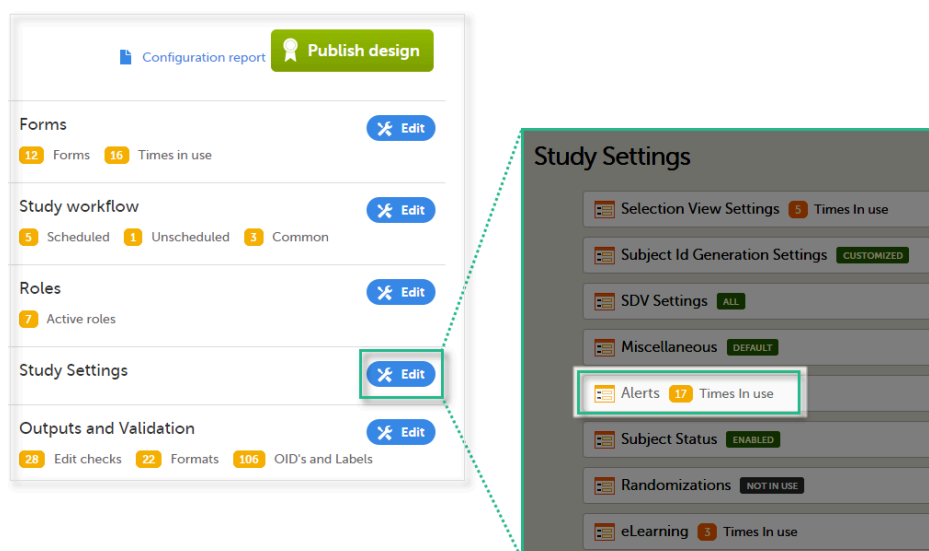 Configuration report
Publish design
Forms
Edit
12 Forms 16 Times in use
Study workflow
Edit
5 Scheduled 1 Unscheduled 3 Common
Roles
Edit
7 Active roles
Study Settings
Edit
Outputs and Validation
Edit
28 Edit checks 22 Formats 106 OID's and Labels
Study Settings
Selection View Settings 5 Times In use
Subject Id Generation Settings CUSTOMIZED
SDV Settings ALL
Miscellaneous DEFAULT
Alerts 17 Times In use
Subject Status ENABLED
Randomizations NOT IN USE
eLearning 3 Times In use